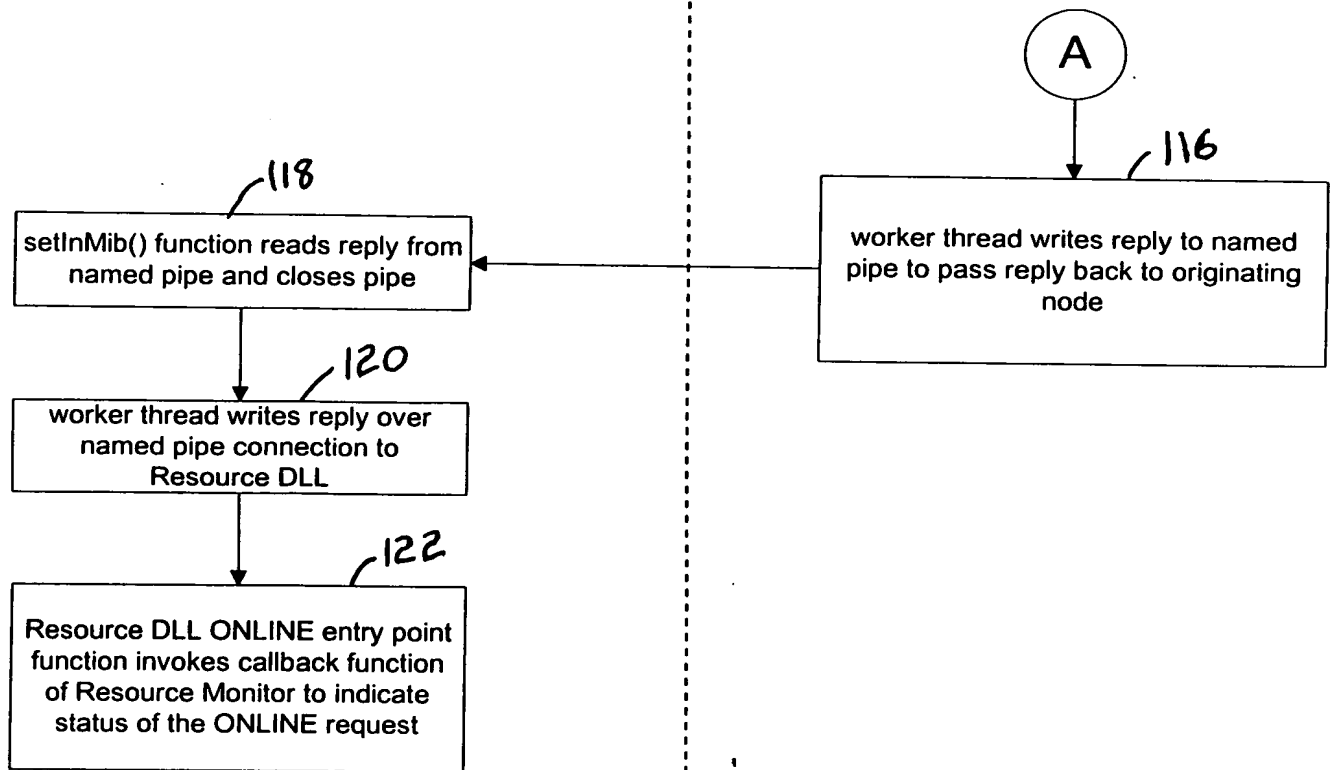 A
116
worker thread writes reply to named
pipe to pass reply back to originating
node
118
setInMib() function reads reply from
named pipe and closes pipe
120
worker thread writes reply over
named pipe connection to
Resource DLL
122
Resource DLL ONLINE entry point
function invokes callback function
of Resource Monitor to indicate
status of the ONLINE request